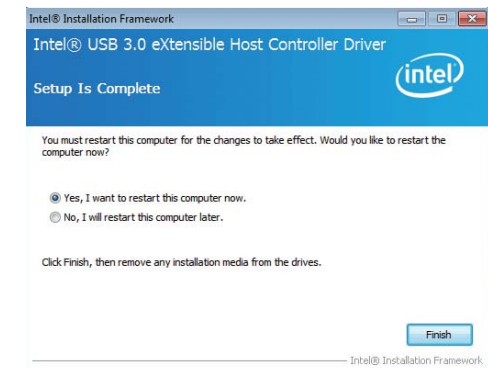 Intel® Installation Framework
Intel® USB 3.0 eXtensible Host Controller Driver
Setup Is Complete
intel
You must restart this computer for the changes to take effect. Would you like to restart the
computer now?
Yes, I want to restart this computer now.
No, I will restart this computer later.
Click Finish, then remove any installation media from the drives.
Finish
Intel® Installation Framework